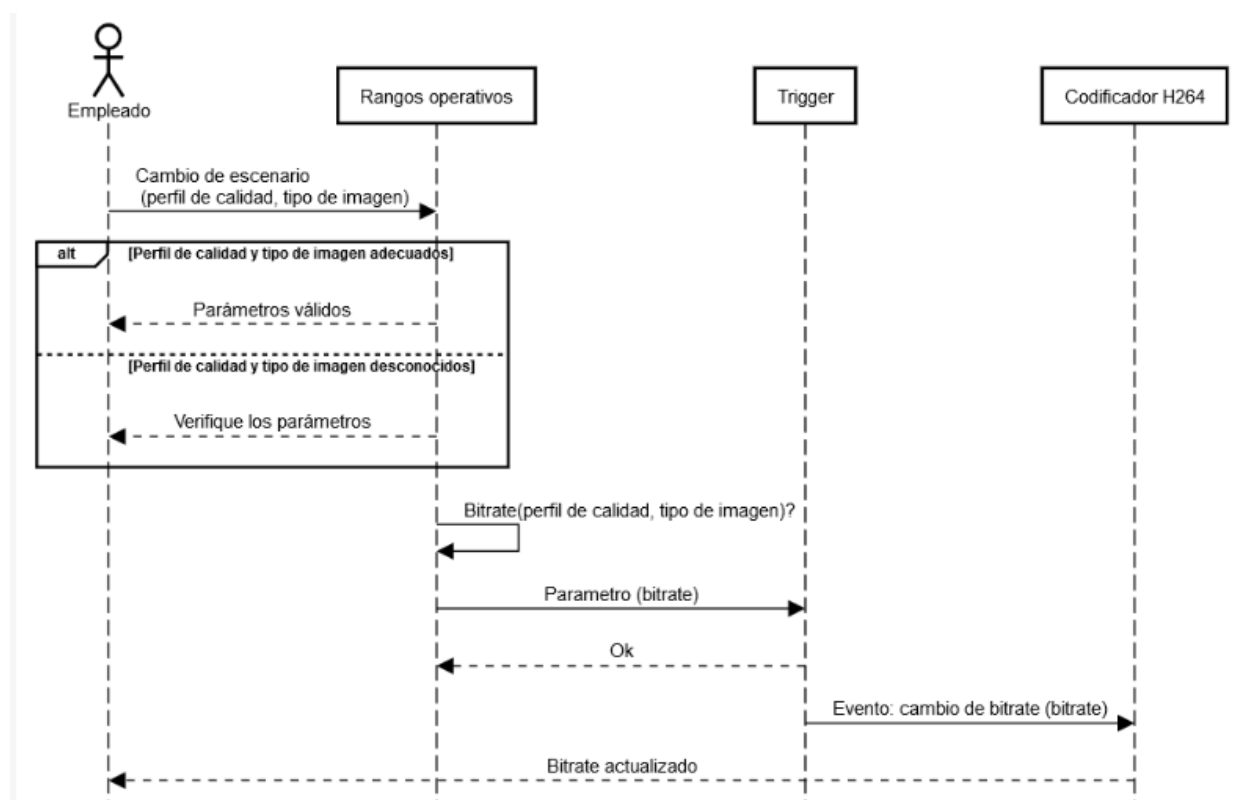 Empleado
Rangos operativos
Trigger
Codificador H264
Cambio de escenario
(perfil de calidad, tipo de imagen)
alt
[Perfil de calidad y tipo de imagen adecuados]
Parámetros válidos
[Perfil de calidad y tipo de imagen desconocidos]
Verifique los parámetros
Bitrate(perfil de calidad, tipo de imagen)?
Parametro (bitrate)
Ok
Evento: cambio de bitrate (bitrate)
Bitrate actualizado